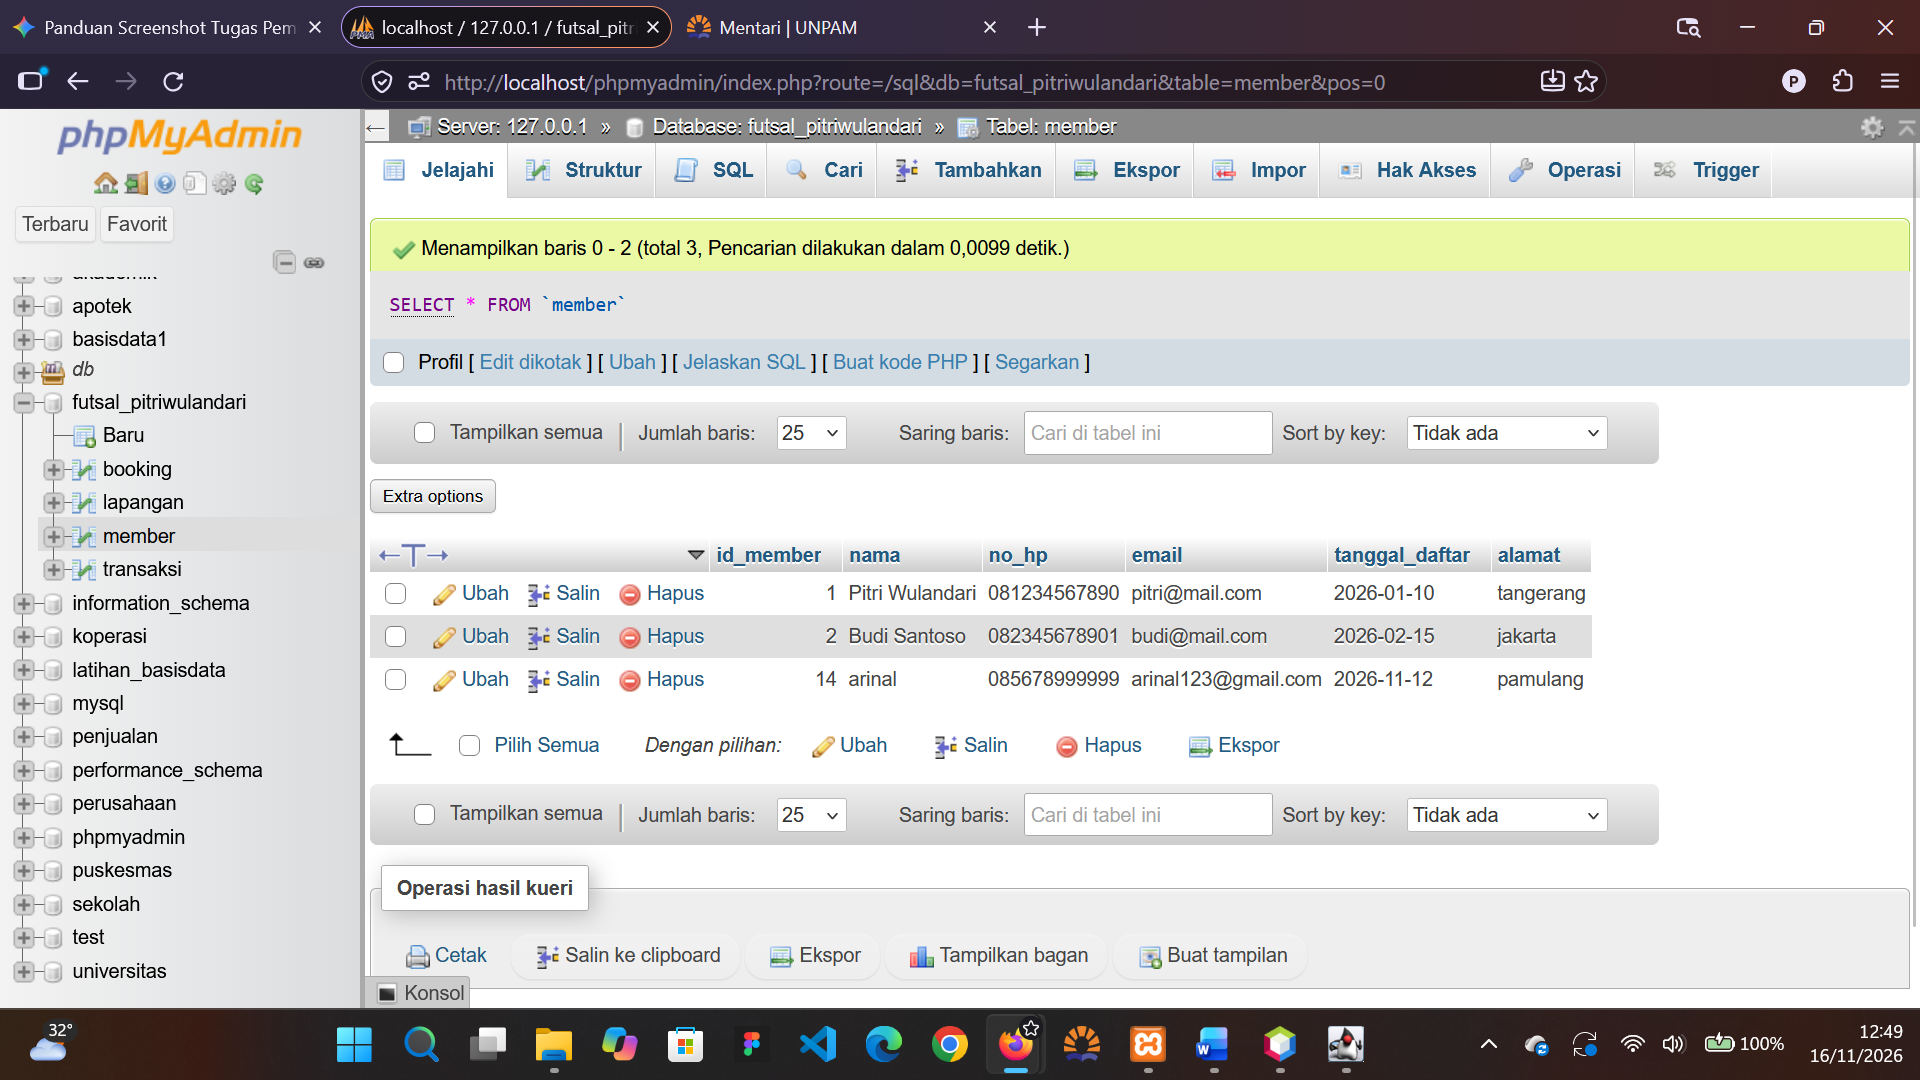 Panduan Screenshot Tugas Pem
localhost / 127.0.0.1 / futsal_pitri
Mentari | UNPAM
http://localhost/phpmyadmin/index.php?route=/sql&db=futsal_pitriwulandari&table=member&pos=0
P
phpMyAdmin
Terbaru Favorit
apotek
basisdata1
db
futsal_pitriwulandari
Baru
booking
lapangan
member
transaksi
information_schema
koperasi
latihan_basisdata
mysql
penjualan
performance_schema
perusahaan
phpmyadmin
puskesmas
sekolah
test
universitas
Server: 127.0.0.1 » Database: futsal_pitriwulandari » Tabel: member
Jelajahi Struktur SQL Cari Tambahkan Ekspor Impor Hak Akses Operasi Trigger
Menampilkan baris 0 - 2 (total 3, Pencarian dilakukan dalam 0,0099 detik.)
SELECT * FROM `member`
Profil [ Edit dikotak ] [ Ubah ] [ Jelaskan SQL ] [ Buat kode PHP ] [ Segarkan ]
Tampilkan semua | Jumlah baris: 25 Saring baris: Cari di tabel ini Sort by key: Tidak ada
Extra options
←T→ id_member nama no_hp email tanggal_daftar alamat
Ubah Salin Hapus 1 Pitri Wulandari 081234567890 pitri@mail.com 2026-01-10 tangerang
Ubah Salin Hapus 2 Budi Santoso 082345678901 budi@mail.com 2026-02-15 jakarta
Ubah Salin Hapus 14 arinal 085678999999 arinal123@gmail.com 2026-11-12 pamulang
Pilih Semua Dengan pilihan: Ubah Salin Hapus Ekspor
Tampilkan semua | Jumlah baris: 25 Saring baris: Cari di tabel ini Sort by key: Tidak ada
Operasi hasil kueri
Cetak Salin ke clipboard Ekspor Tampilkan bagan Buat tampilan
Konsol
32°
100%
12:49
16/11/2026